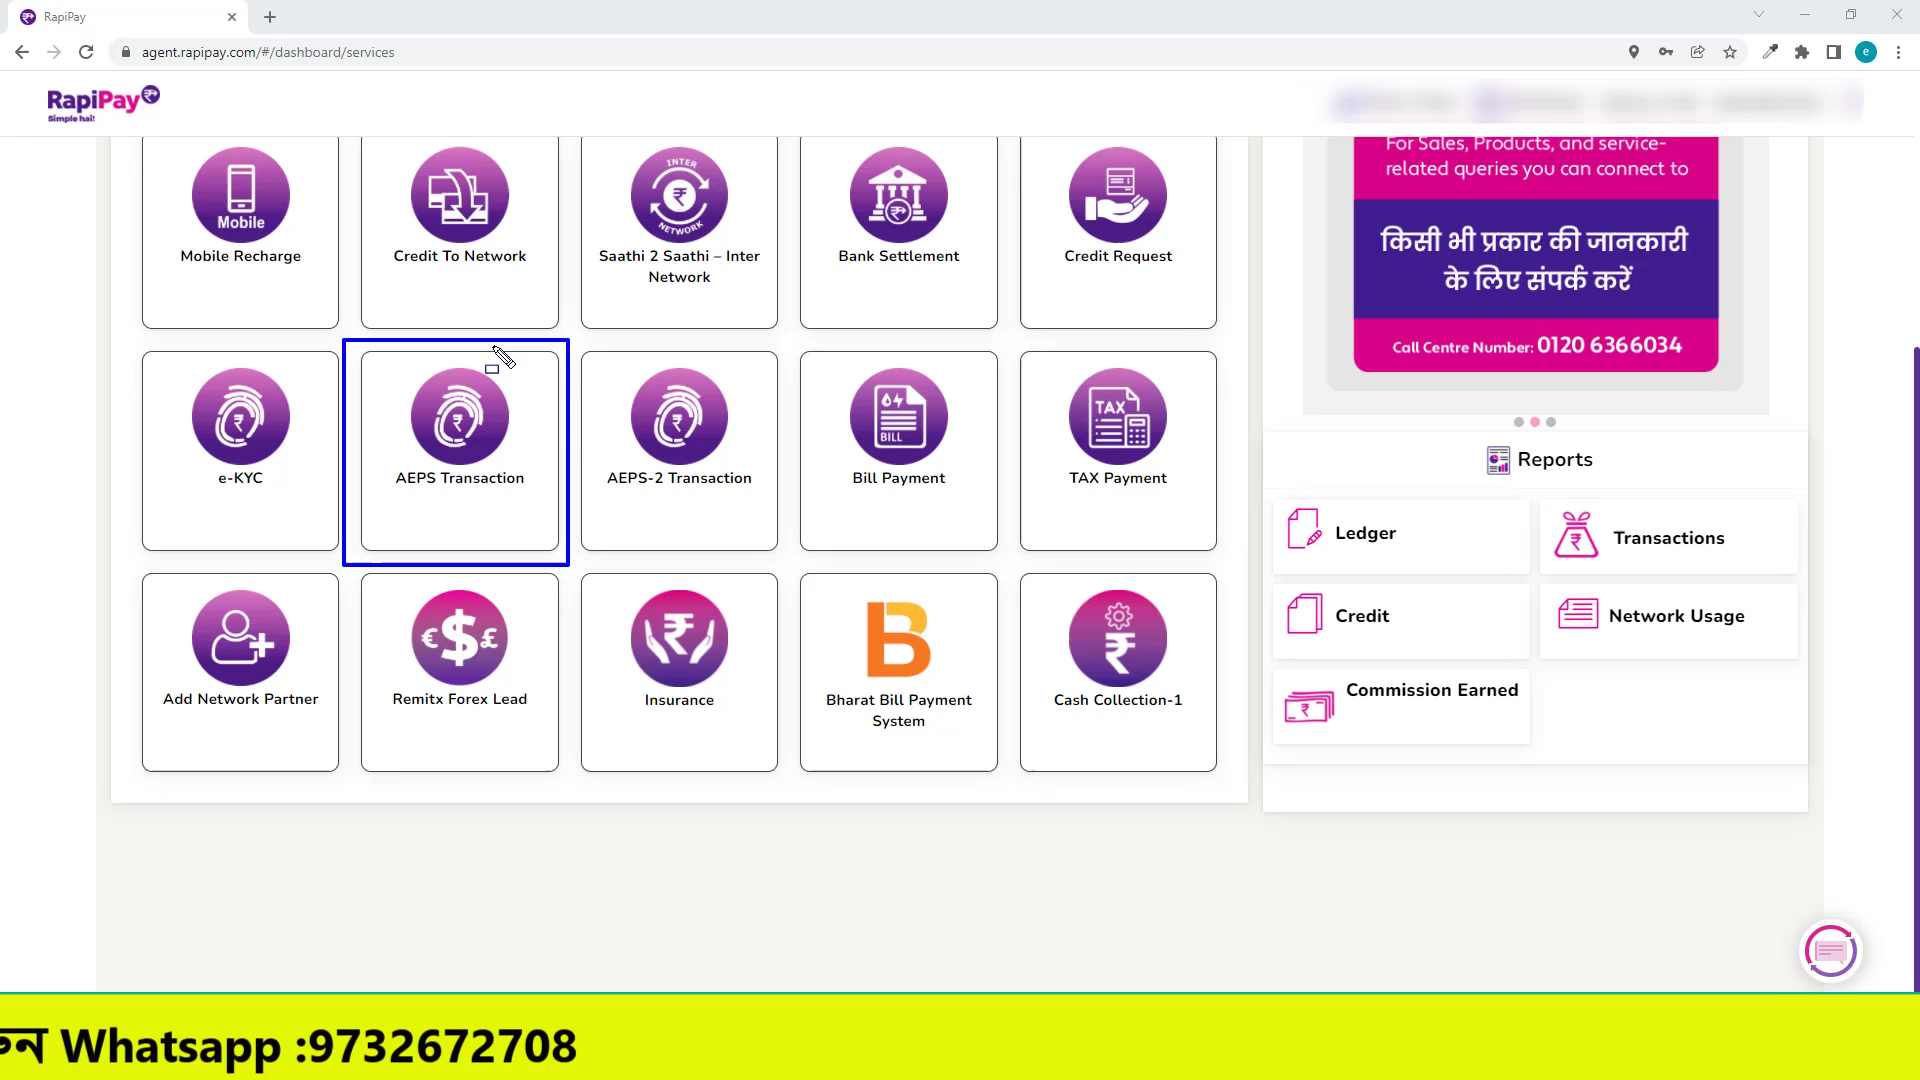 RapiPay
agent.rapipay.com/#/dashboard/services
e
RapiPay
Simple hai!
Mobile
Mobile Recharge
Credit To Network
INTER
NETWORK
Saathi 2 Saathi – Inter
Network
Bank Settlement
Credit Request
e-KYC
AEPS Transaction
AEPS-2 Transaction
BILL
Bill Payment
TAX
TAX Payment
Add Network Partner
Remitx Forex Lead
Insurance
Bharat Bill Payment
System
Cash Collection-1
For Sales, Products, and service-
related queries you can connect to
किसी भी प्रकार की जानकारी
के लिए संपर्क करें
Call Centre Number: 0120 6366034
Reports
Ledger
Transactions
Credit
Network Usage
Commission Earned
Whatsapp :9732672708